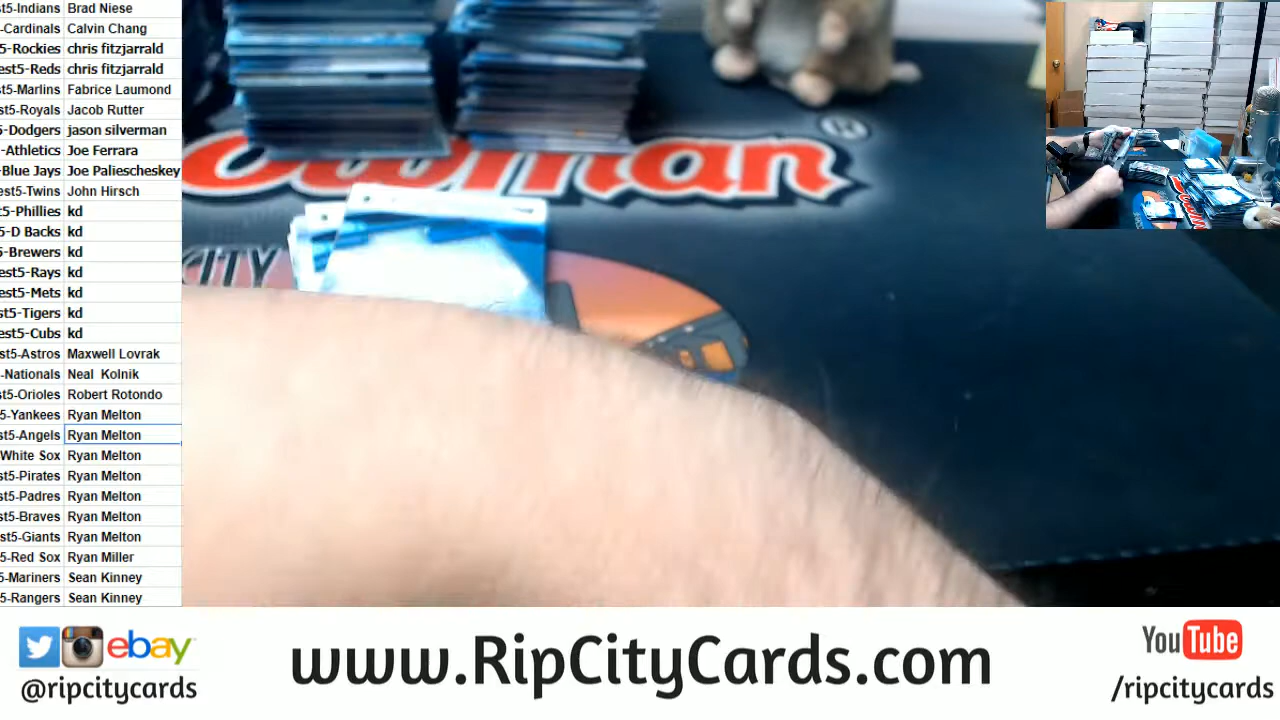 est5-Indians Brad Niese
-Cardinals Calvin Chang
5-Rockies chris fitzjarrald
est5-Reds chris fitzjarrald
st5-Marlins Fabrice Laumond
st5-Royals Jacob Rutter
5-Dodgers jason silverman
-Athletics Joe Ferrara
-Blue Jays Joe Paliescheskey
est5-Twins John Hirsch
t5-Phillies kd
t5-D Backs kd
5-Brewers kd
est5-Rays kd
est5-Mets kd
st5-Tigers kd
est5-Cubs kd
st5-Astros Maxwell Lovrak
-Nationals Neal Kolnik
st5-Orioles Robert Rotondo
5-Yankees Ryan Melton
st5-Angels Ryan Melton
White Sox Ryan Melton
st5-Pirates Ryan Melton
st5-Padres Ryan Melton
st5-Braves Ryan Melton
st5-Giants Ryan Melton
5-Red Sox Ryan Miller
5-Mariners Sean Kinney
5-Rangers Sean Kinney
owman ®
CITY
ebay
@ripcitycards
www.RipCityCards.com
YouTube
/ripcitycards